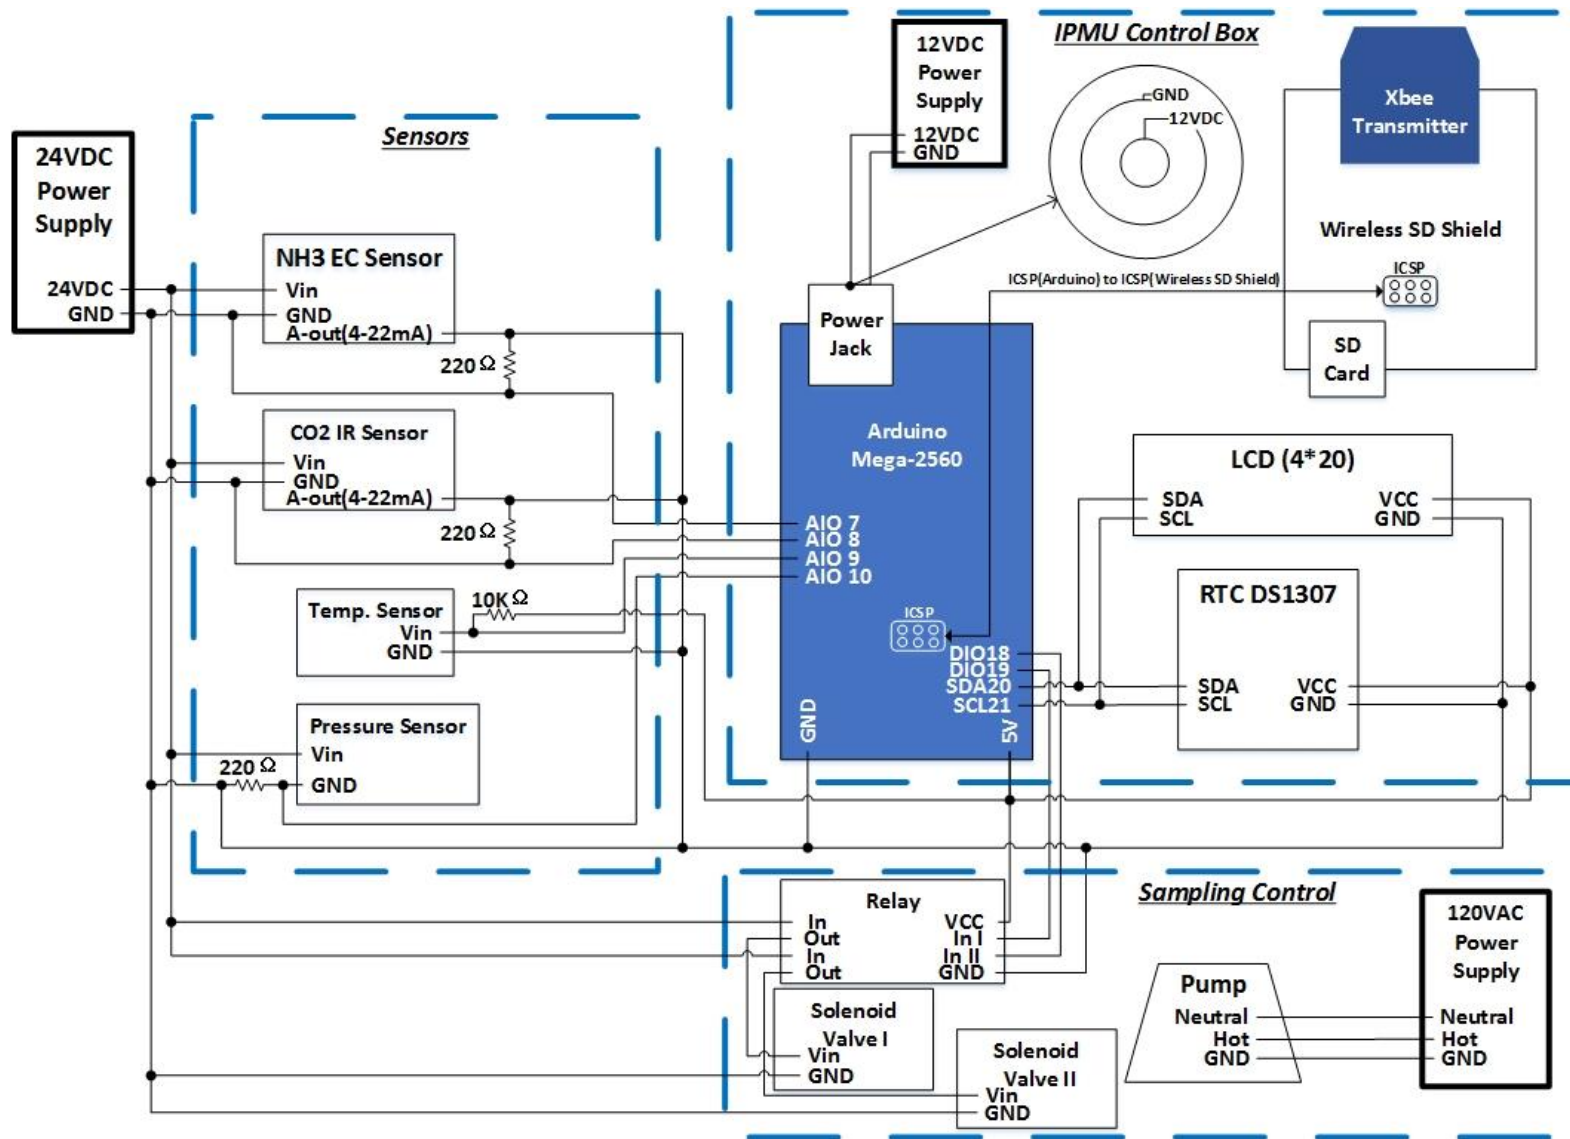 IPMU Control Box
12VDC
Power
Supply
12VDC
GND
GND
12VDC
Xbee
Transmitter
Wireless SD Shield
ICSP
SD
Card
ICSP(Arduino) to ICSP(Wireless SD Shield)
Sensors
24VDC
Power
Supply
24VDC
GND
NH3 EC Sensor
Vin
GND
A-out(4-22mA)
220 Ω
CO2 IR Sensor
Vin
GND
A-out(4-22mA)
220 Ω
Temp. Sensor
Vin
GND
10K Ω
Pressure Sensor
Vin
GND
220 Ω
Power
Jack
Arduino
Mega-2560
AIO 7
AIO 8
AIO 9
AIO 10
ICSP
DIO18
DIO19
SDA20
SCL21
GND
5V
LCD (4*20)
SDA
SCL
VCC
GND
RTC DS1307
SDA
SCL
VCC
GND
Sampling Control
Relay
In
Out
In
Out
VCC
In I
In II
GND
Solenoid
Valve I
Vin
GND
Solenoid
Valve II
Vin
GND
Pump
Neutral
Hot
GND
120VAC
Power
Supply
Neutral
Hot
GND